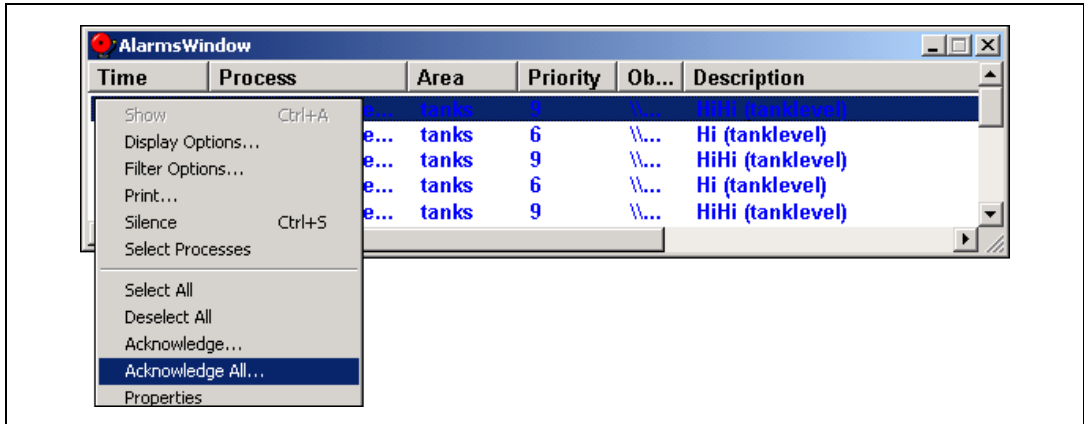 AlarmsWindow
Time Process Area Priority Ob... Description
tanks 9 \\... HiHi (tanklevel)
e... tanks 6 \\... Hi (tanklevel)
e... tanks 9 \\... HiHi (tanklevel)
e... tanks 6 \\... Hi (tanklevel)
e... tanks 9 \\... HiHi (tanklevel)
Show Ctrl+A
Display Options...
Filter Options...
Print...
Silence Ctrl+S
Select Processes
Select All
Deselect All
Acknowledge...
Acknowledge All...
Properties